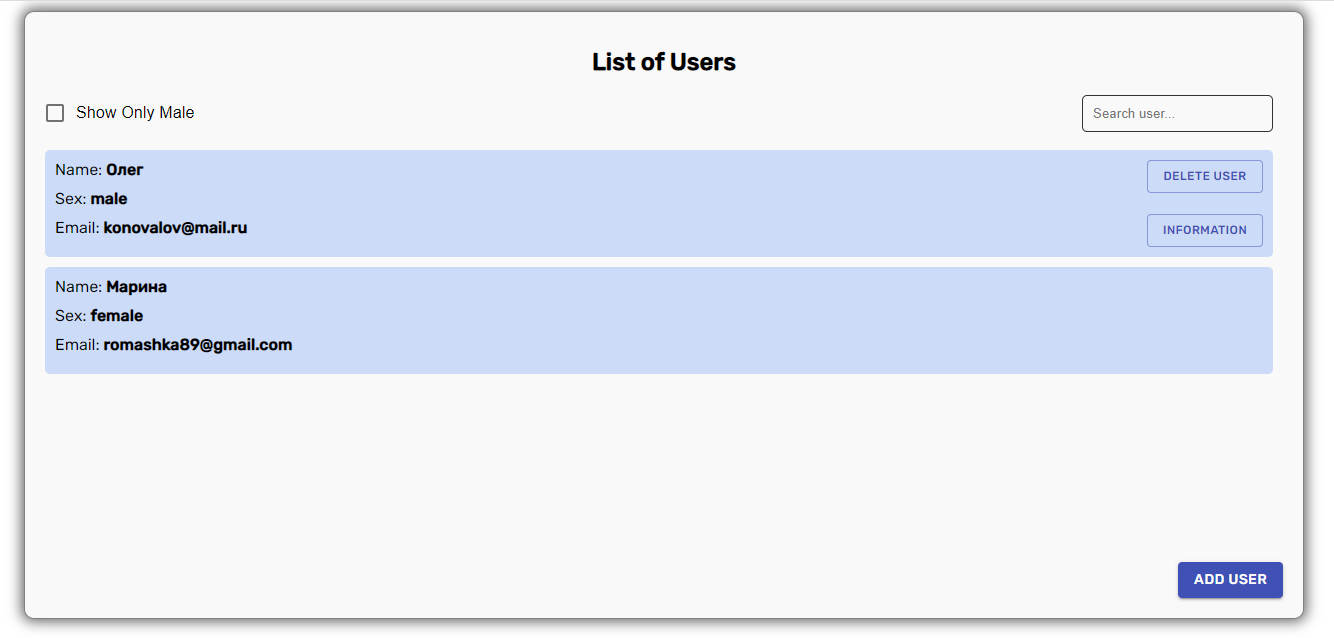 List of Users
Show Only Male
Search user...
Name: Олег
DELETE USER
Sex: male
Email: konovalov@mail.ru
INFORMATION
Name: Марина
Sex: female
Email: romashka89@gmail.com
ADD USER